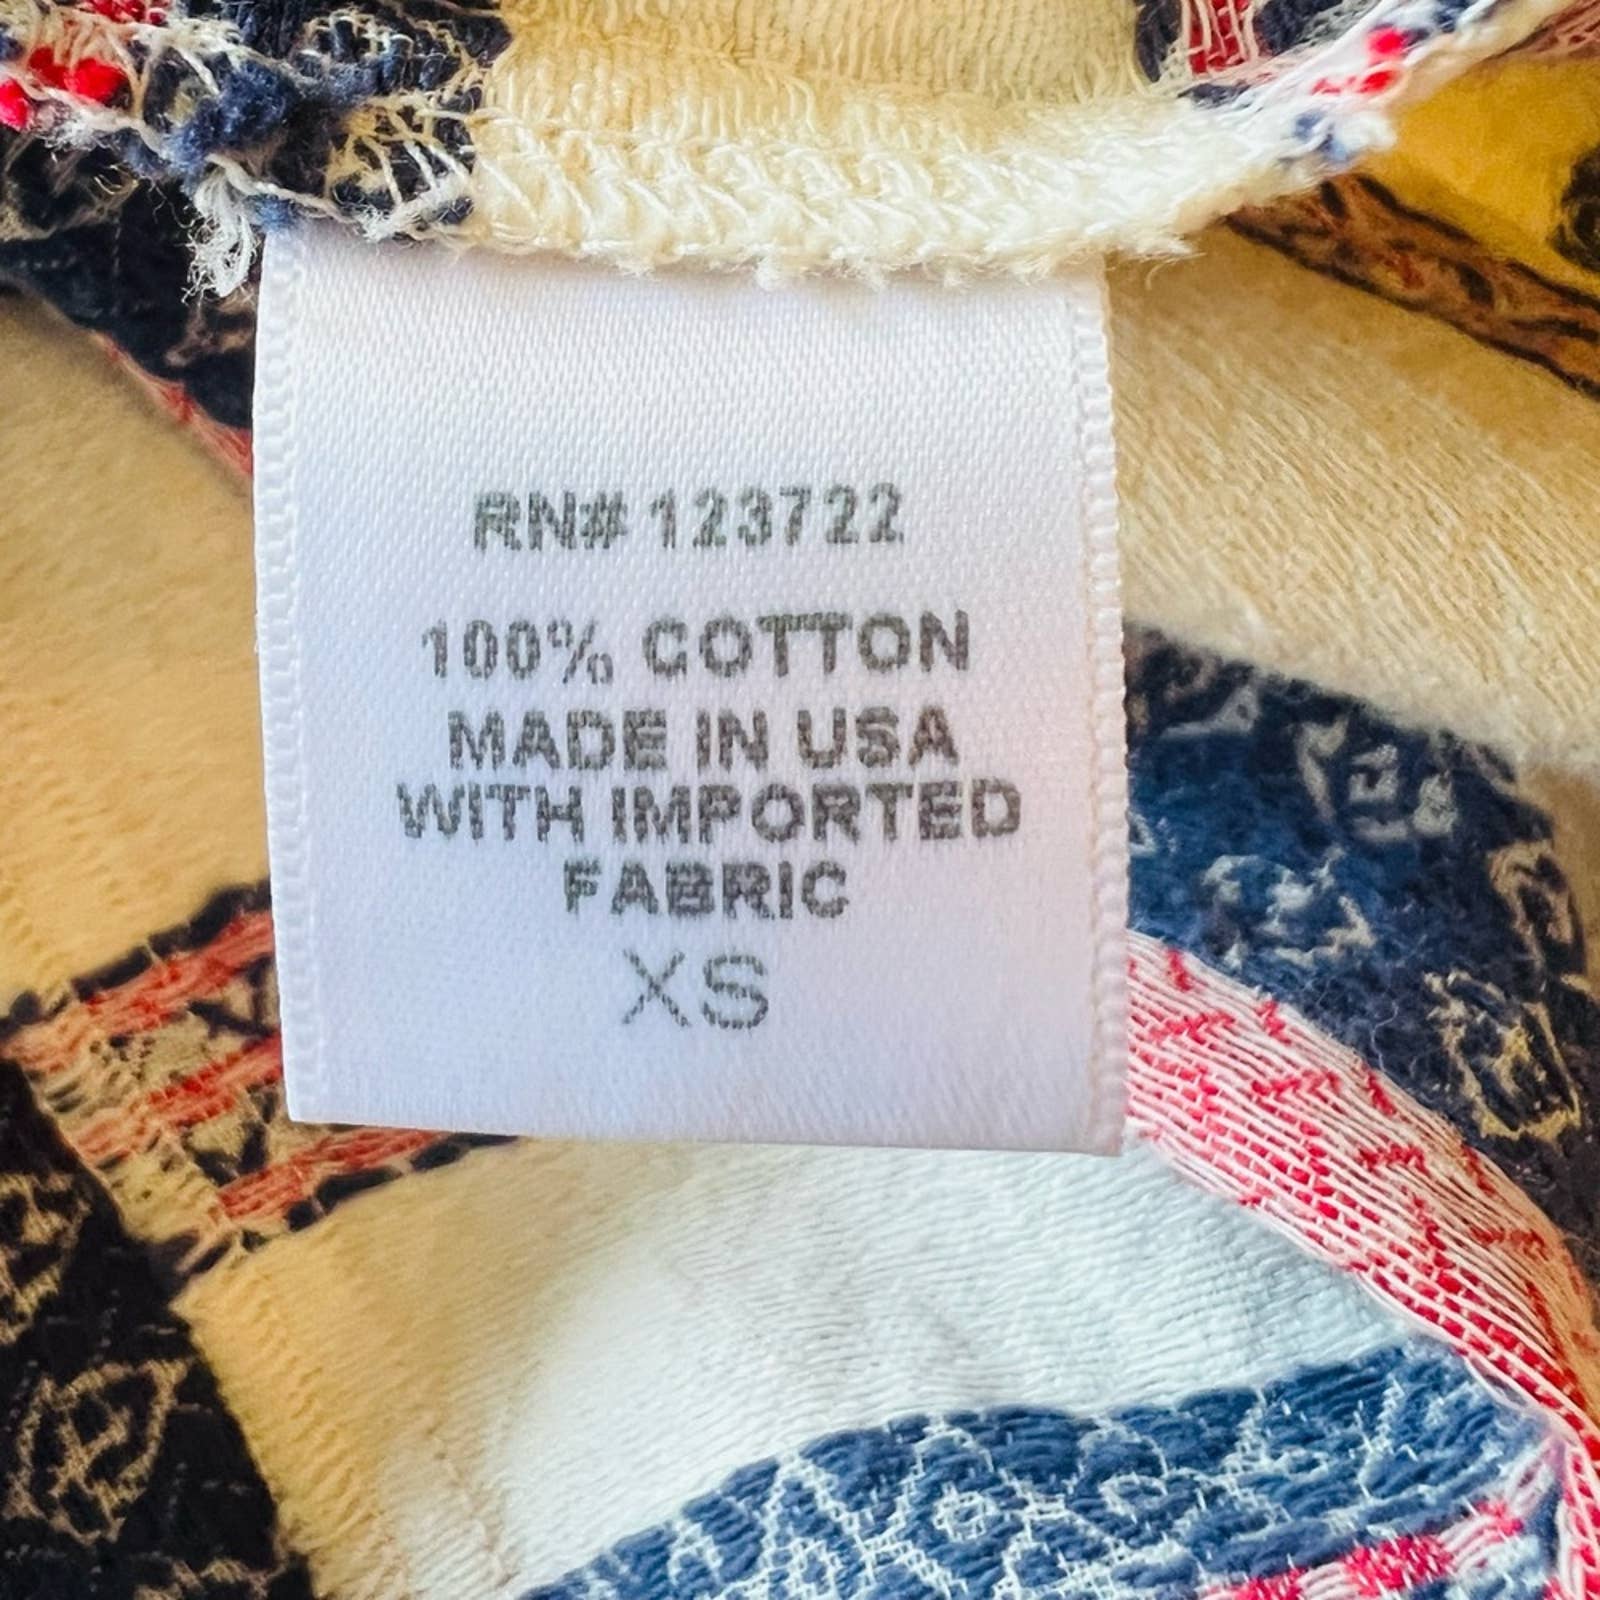 RN# 123722
100% COTTON
MADE IN USA
WITH IMPORTED
FABRIC
XS